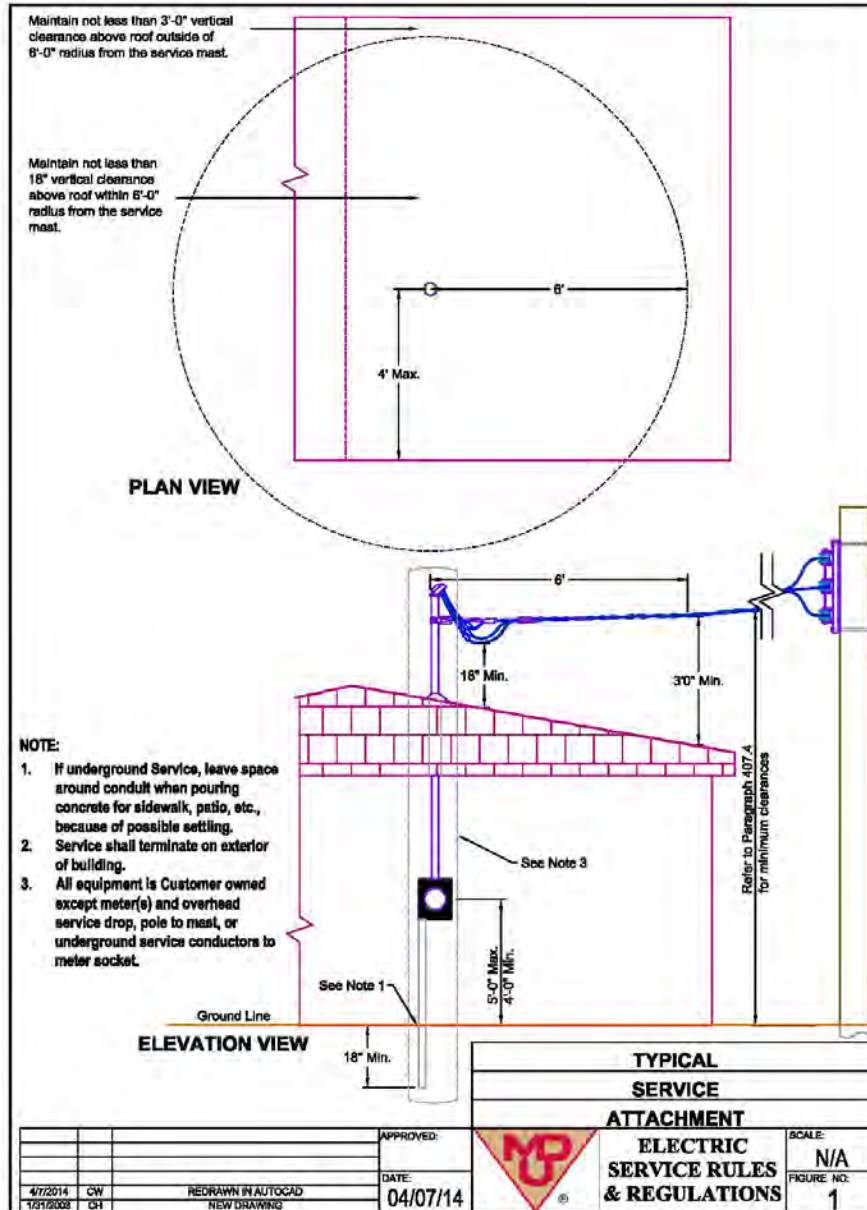 Maintain not less than 3'-0" vertical
clearance above roof outside of
6'-0" radius from the service mast.
Maintain not less than
18" vertical clearance
above roof within 6'-0"
radius from the service
mast.
6'
4' Max.
PLAN VIEW
6'
18" Min.
3'0" Min.
NOTE:
1. If underground Service, leave space
around conduit when pouring
concrete for sidewalk, patio, etc.,
because of possible settling.
2. Service shall terminate on exterior
of building.
3. All equipment is Customer owned
except meter(s) and overhead
service drop, pole to mast, or
underground service conductors to
meter socket.
See Note 3
Refer to Paragraph 407.4
for minimum clearances
5'-0" Max.
4'-0" Min.
See Note 1
Ground Line
ELEVATION VIEW
18" Min.
TYPICAL
SERVICE
ATTACHMENT
APPROVED:
DATE:
04/07/14
MDU ®
ELECTRIC
SERVICE RULES
& REGULATIONS
SCALE:
N/A
FIGURE NO:
1
4/7/2014 CW REDRAWN IN AUTOCAD
1/31/2008 CH NEW DRAWING